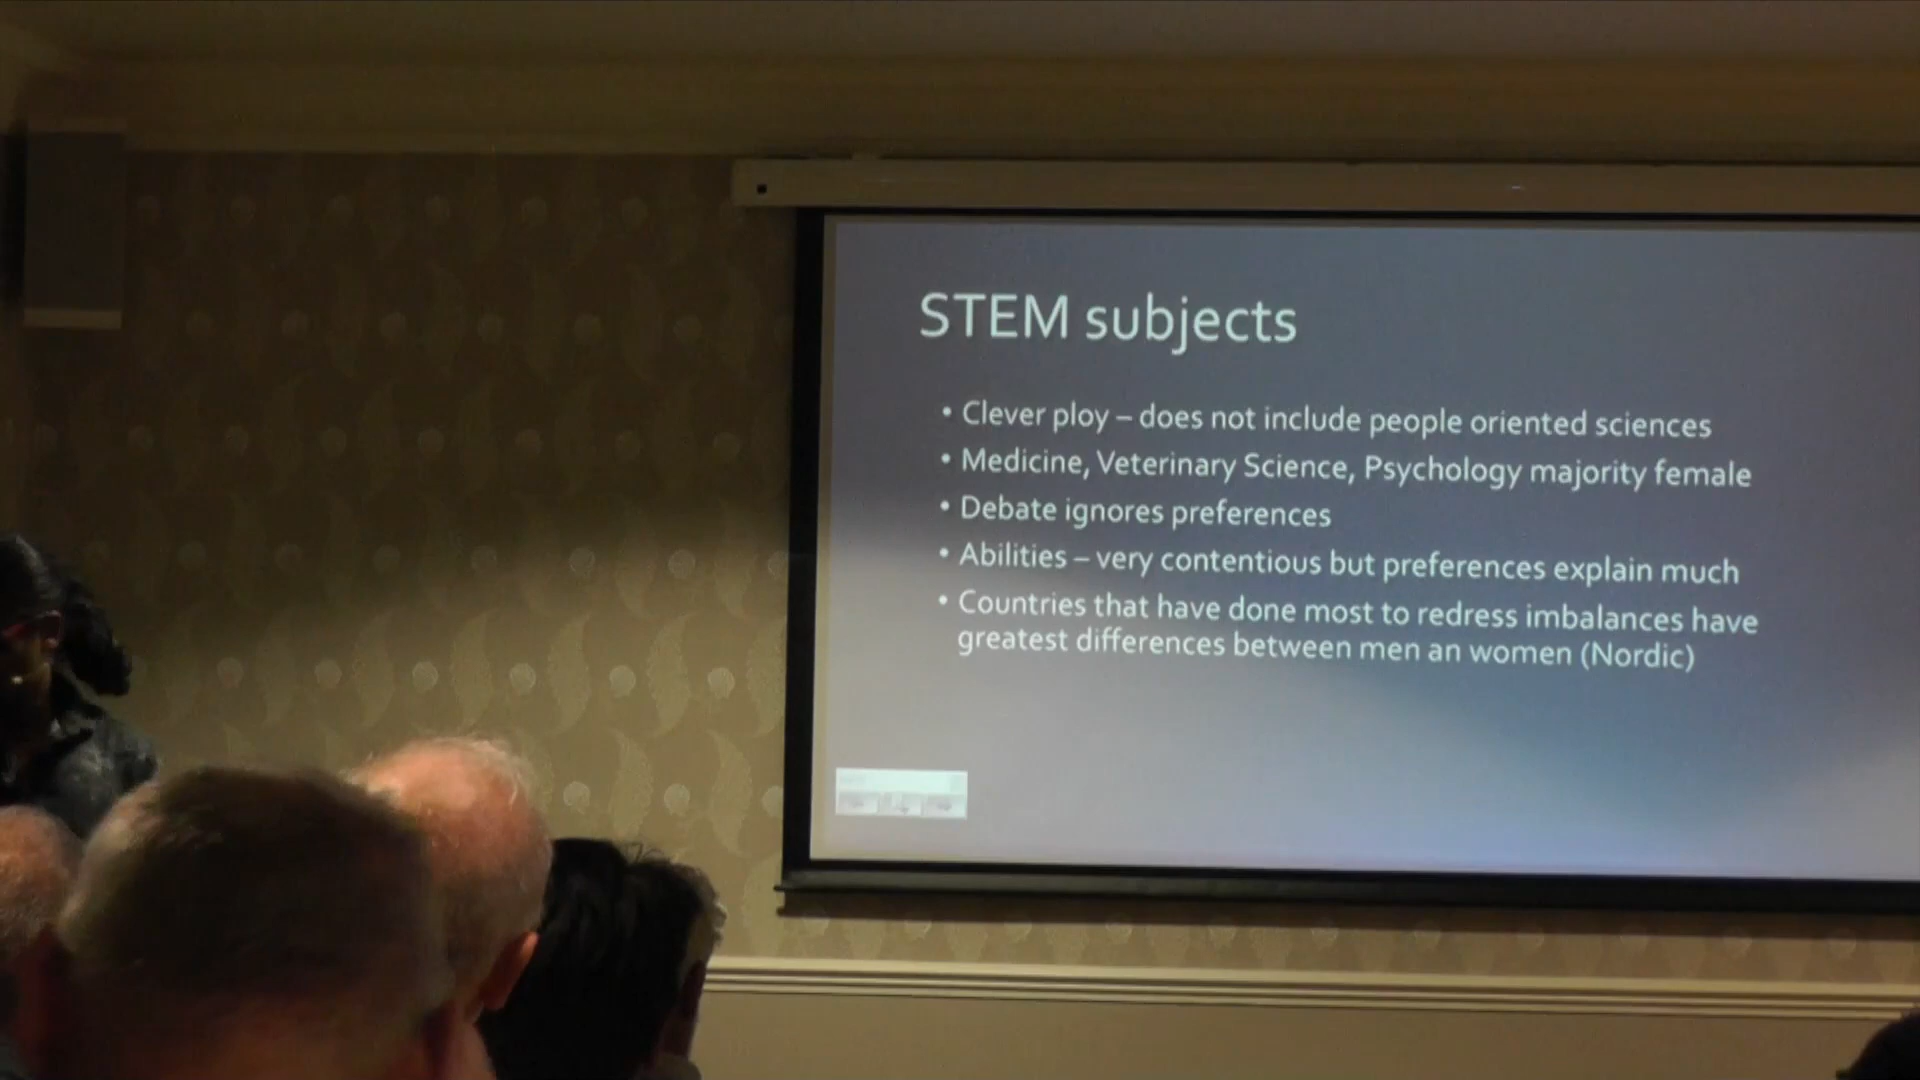 STEM subjects
• Clever ploy – does not include people oriented sciences
• Medicine, Veterinary Science, Psychology majority female
• Debate ignores preferences
• Abilities – very contentious but preferences explain much
• Countries that have done most to redress imbalances have
greatest differences between men an women (Nordic)